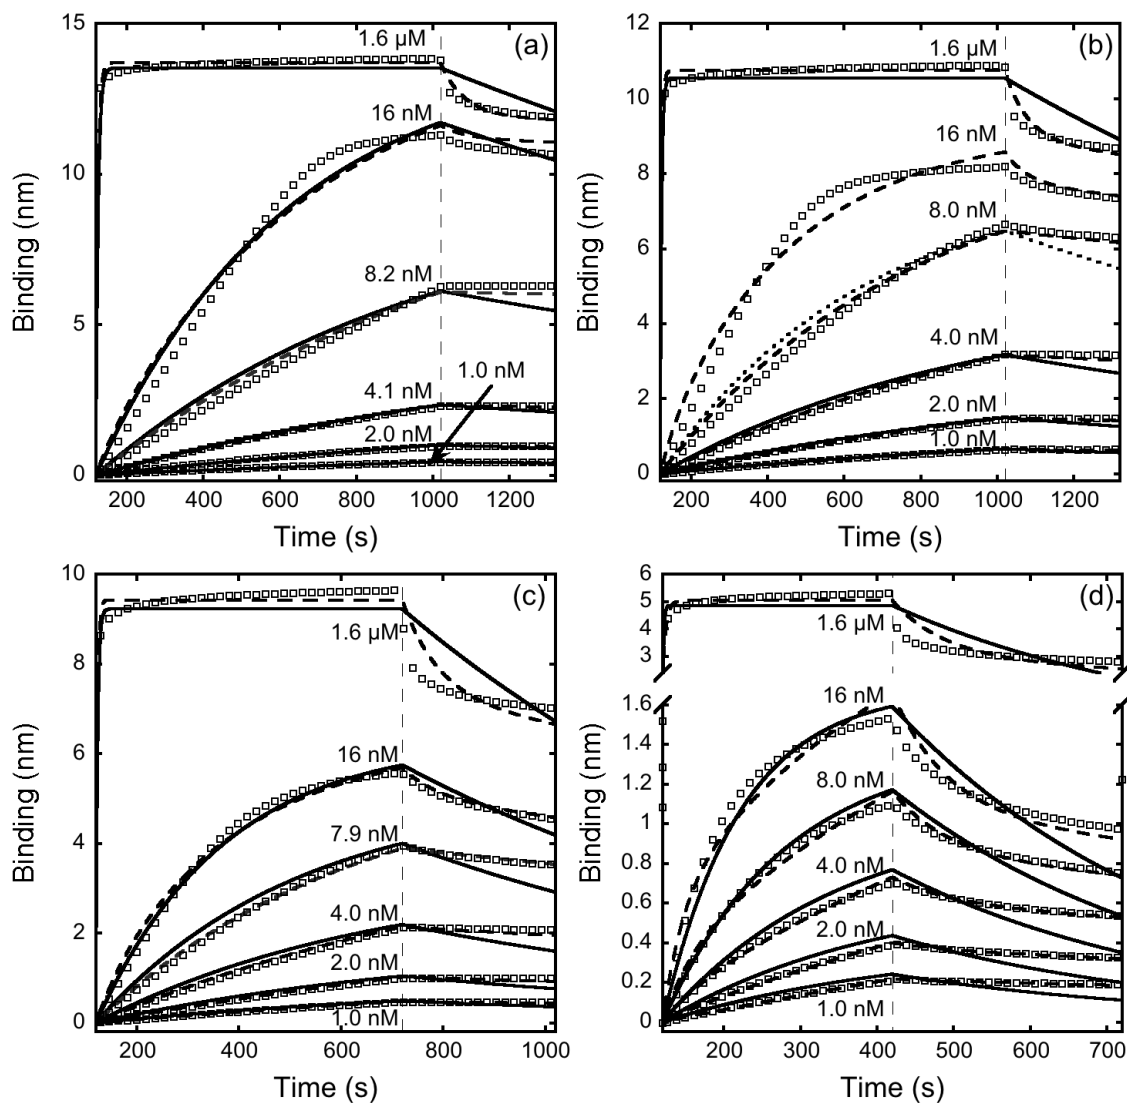 (a)
15
10
5
0
Binding (nm)
1.6 µM
16 nM
8.2 nM
4.1 nM
1.0 nM
2.0 nM
200 400 600 800 1000 1200
Time (s)
(b)
12
10
8
6
4
2
0
Binding (nm)
1.6 µM
16 nM
8.0 nM
4.0 nM
2.0 nM
1.0 nM
200 400 600 800 1000 1200
Time (s)
(c)
10
8
6
4
2
0
Binding (nm)
1.6 µM
16 nM
7.9 nM
4.0 nM
2.0 nM
1.0 nM
200 400 600 800 1000
Time (s)
(d)
6
5
4
3
1.6
1.4
1.2
1
0.8
0.6
0.4
0.2
0
Binding (nm)
1.6 µM
16 nM
8.0 nM
4.0 nM
2.0 nM
1.0 nM
200 300 400 500 600 700
Time (s)